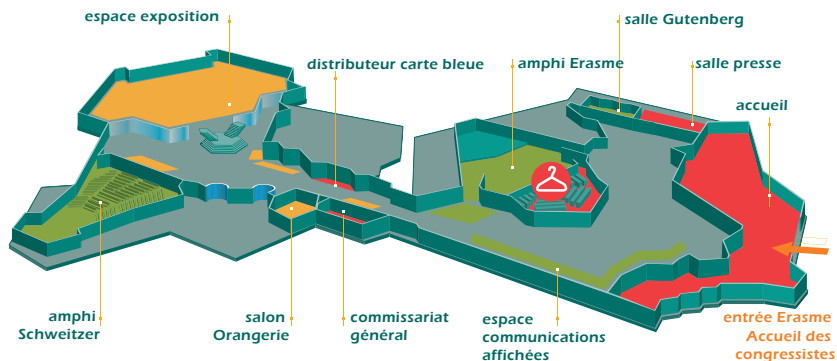 espace exposition
salle Gutenberg
distributeur carte bleue
amphi Erasme
salle presse
accueil
amphi
Schweitzer
salon
Orangerie
commissariat
général
espace
communications
affichées
entrée Erasme
Accueil des
congressistes